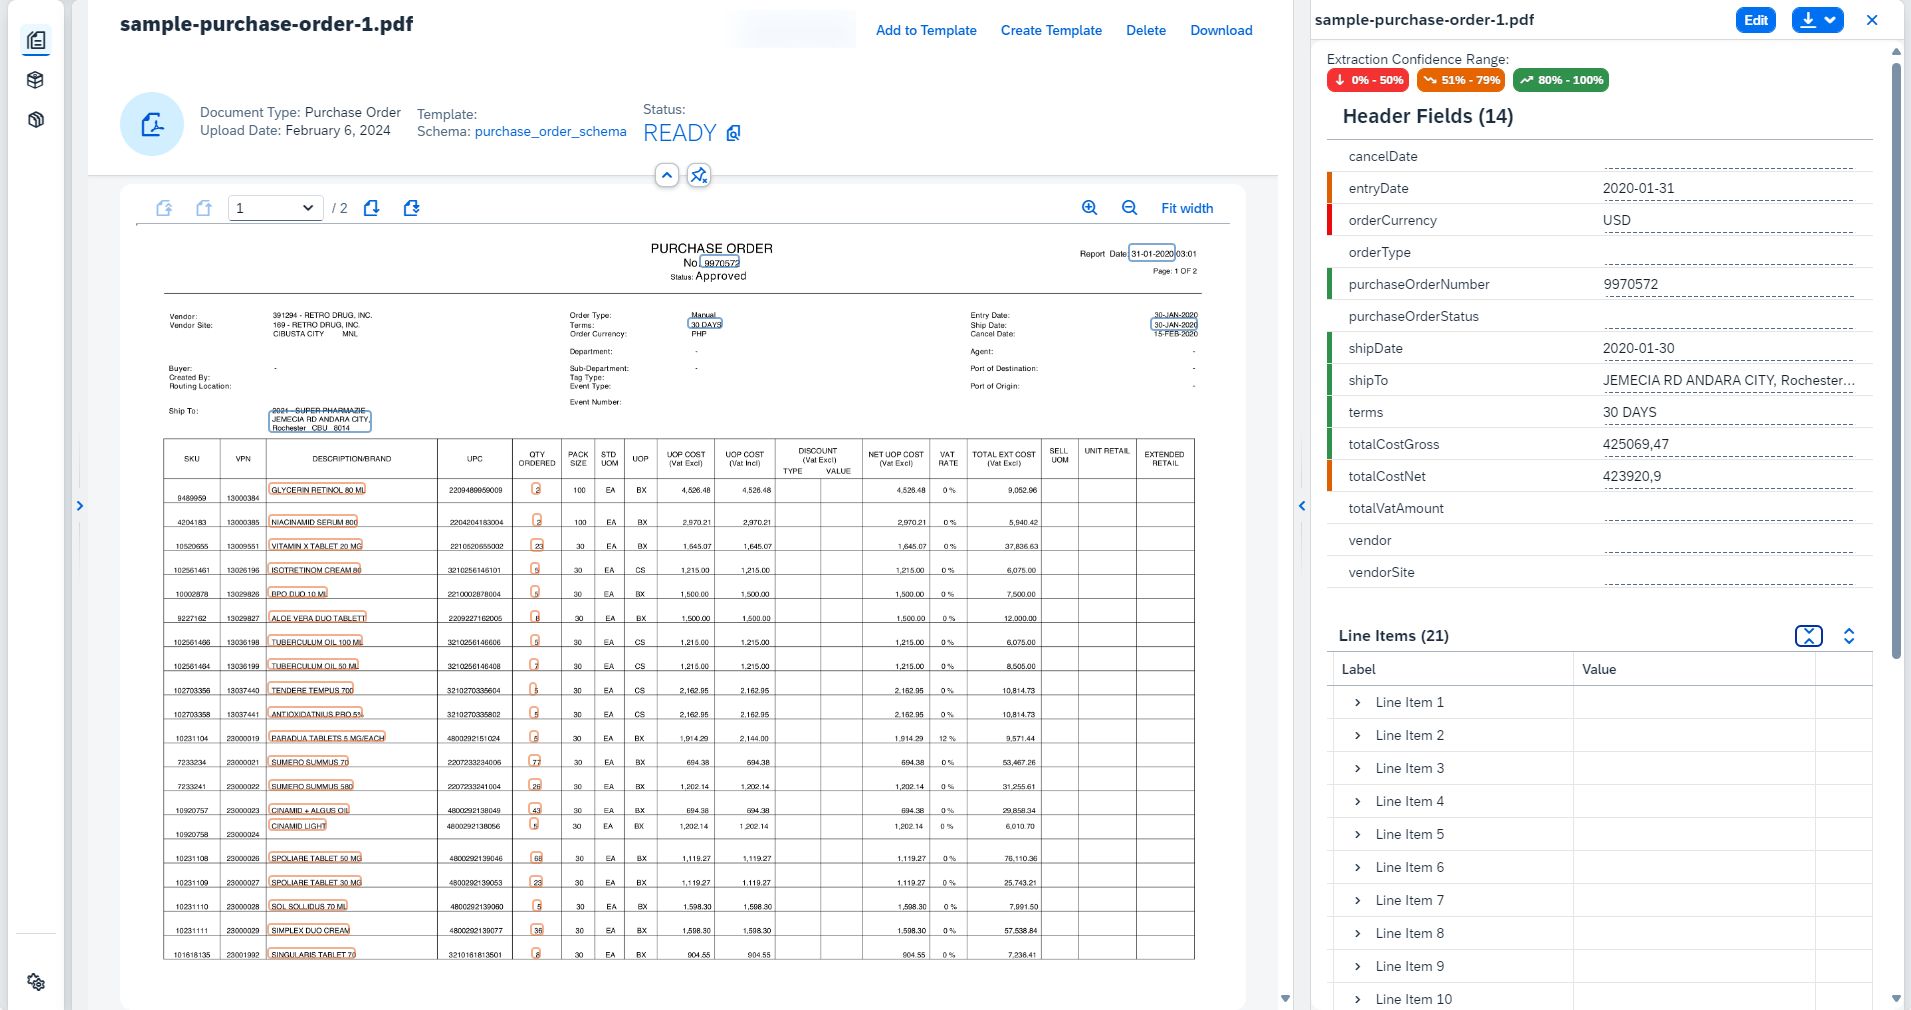 sample-purchase-order-1.pdf
Add to Template
Create Template
Delete
Download
Document Type: Purchase Order
Upload Date: February 6, 2024
Template:
Schema: purchase_order_schema
Status:
READY
1
/ 2
Fit width
PURCHASE ORDER
No. 9970572
Status: Approved
Report Date 31-01-2020 03:01
Page: 1 OF 2
Vendor: 391294 - RETRO DRUG, INC.
Vendor Site: 169 - RETRO DRUG, INC.
CIBUSTA CITY MNL
Order Type: Manual
Terms: 30 DAYS
Order Currency: PHP
Entry Date: 30-JAN-2020
Ship Date: 30-JAN-2020
Cancel Date: 15-FEB-2020
Department: -
Agent: -
Buyer: -
Created By:
Routing Location:
Sub-Department: -
Tag Type:
Event Type:
Port of Destination: -
Port of Origin: -
Event Number:
Ship To: 2021 - SUPER PHARMAZIE
JEMECIA RD ANDARA CITY,
Rochester CBU 8014
SKU VPN DESCRIPTION/BRAND UPC QTY ORDERED PACK SIZE STD UOM UOP UOP COST (Vat Excl) UOP COST (Vat Incl) DISCOUNT (Vat Excl) TYPE VALUE NET UOP COST (Vat Excl) VAT RATE TOTAL EXT COST (Vat Excl) SELL UOM UNIT RETAIL EXTENDED RETAIL
9489959 13000384 GLYCERIN RETINOL 80 ML 2209489959009 2 100 EA BX 4,526.48 4,526.48 4,526.48 0 % 9,052.96
4204183 13000385 NIACINAMID SERUM 800 2204204183004 2 100 EA BX 2,970.21 2,970.21 2,970.21 0 % 5,940.42
10520655 13009551 VITAMIN X TABLET 20 MG 2210520655002 23 30 EA BX 1,645.07 1,645.07 1,645.07 0 % 37,836.63
102561461 13026196 ISOTRETINOM CREAM 80 3210256146101 5 30 EA CS 1,215.00 1,215.00 1,215.00 0 % 6,075.00
10002878 13029826 BPO DUO 10 ML 2210002878004 5 30 EA BX 1,500.00 1,500.00 1,500.00 0 % 7,500.00
9227162 13029827 ALOE VERA DUO TABLETT 2209227162005 8 30 EA BX 1,500.00 1,500.00 1,500.00 0 % 12,000.00
102561466 13036198 TUBERCULUM OIL 100 ML 3210256146606 5 30 EA CS 1,215.00 1,215.00 1,215.00 0 % 6,075.00
102561464 13036199 TUBERCULUM OIL 50 ML 3210256146408 7 30 EA CS 1,215.00 1,215.00 1,215.00 0 % 8,505.00
102703356 13037440 TENDERE TEMPUS 700 3210270335604 5 30 EA CS 2,162.95 2,162.95 2,162.95 0 % 10,814.73
102703358 13037441 ANTIOXIDATNIUS PRO 5% 3210270335802 5 30 EA CS 2,162.95 2,162.95 2,162.95 0 % 10,814.73
10231104 23000019 PARADUA TABLETS 5 MG/EACH 4800292151024 5 30 EA BX 1,914.29 2,144.00 1,914.29 12 % 9,571.44
7233234 23000021 SUMERO SUMMUS 70 2207233234006 77 30 EA BX 694.38 694.38 694.38 0 % 53,467.26
7233241 23000022 SUMERO SUMMUS 580 2207233241004 26 30 EA BX 1,202.14 1,202.14 1,202.14 0 % 31,255.61
10920757 23000023 CINAMID + ALGUS OIL 4800292138049 43 30 EA BX 694.38 694.38 694.38 0 % 29,858.34
10920758 23000024 CINAMID LIGHT 4800292138056 5 30 EA BX 1,202.14 1,202.14 1,202.14 0 % 6,010.70
10231108 23000026 SPOLIARE TABLET 50 MG 4800292139046 68 30 EA BX 1,119.27 1,119.27 1,119.27 0 % 76,110.36
10231109 23000027 SPOLIARE TABLET 30 MG 4800292139053 23 30 EA BX 1,119.27 1,119.27 1,119.27 0 % 25,743.21
10231110 23000028 SOL SOLLIDUS 70 ML 4800292139060 5 30 EA BX 1,598.30 1,598.30 1,598.30 0 % 7,991.50
10231111 23000029 SIMPLEX DUO CREAM 4800292139077 36 30 EA BX 1,598.30 1,598.30 1,598.30 0 % 57,538.84
101618135 23001992 SINGULARIS TABLET 70 3210161813501 8 30 EA BX 904.55 904.55 904.55 0 % 7,236.41
sample-purchase-order-1.pdf
Edit
Extraction Confidence Range:
0% - 50%
51% - 79%
80% - 100%
Header Fields (14)
cancelDate
entryDate 2020-01-31
orderCurrency USD
orderType
purchaseOrderNumber 9970572
purchaseOrderStatus
shipDate 2020-01-30
shipTo JEMECIA RD ANDARA CITY, Rochester...
terms 30 DAYS
totalCostGross 425069,47
totalCostNet 423920,9
totalVatAmount
vendor
vendorSite
Line Items (21)
Label Value
Line Item 1
Line Item 2
Line Item 3
Line Item 4
Line Item 5
Line Item 6
Line Item 7
Line Item 8
Line Item 9
Line Item 10